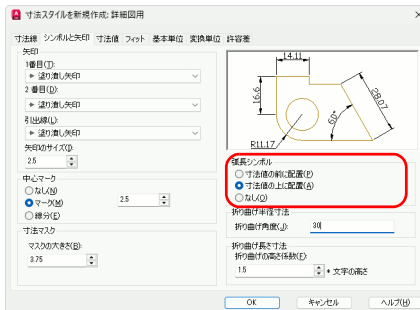 寸法スタイルを新規作成: 詳細図用
寸法線 シンボルと矢印 寸法値 フィット 基本単位 変換単位 許容差
矢印
1番目(T):
塗り潰し矢印
2 番目(D):
塗り潰し矢印
引出線(L):
塗り潰し矢印
矢印のサイズ(I):
2.5
中心マーク
なし(N)
マーク(M)
2.5
線分(E)
寸法マスク
マスクの大きさ(B):
3.75
14.11
16.6
28.07
60°
R11.17
弧長シンボル
寸法値の前に配置(P)
寸法値の上に配置(A)
なし(O)
折り曲げ半径寸法
折り曲げ角度(J):
30
折り曲げ長さ寸法
折り曲げの高さ係数(F):
1.5
* 文字の高さ
OK
キャンセル
ヘルプ(H)